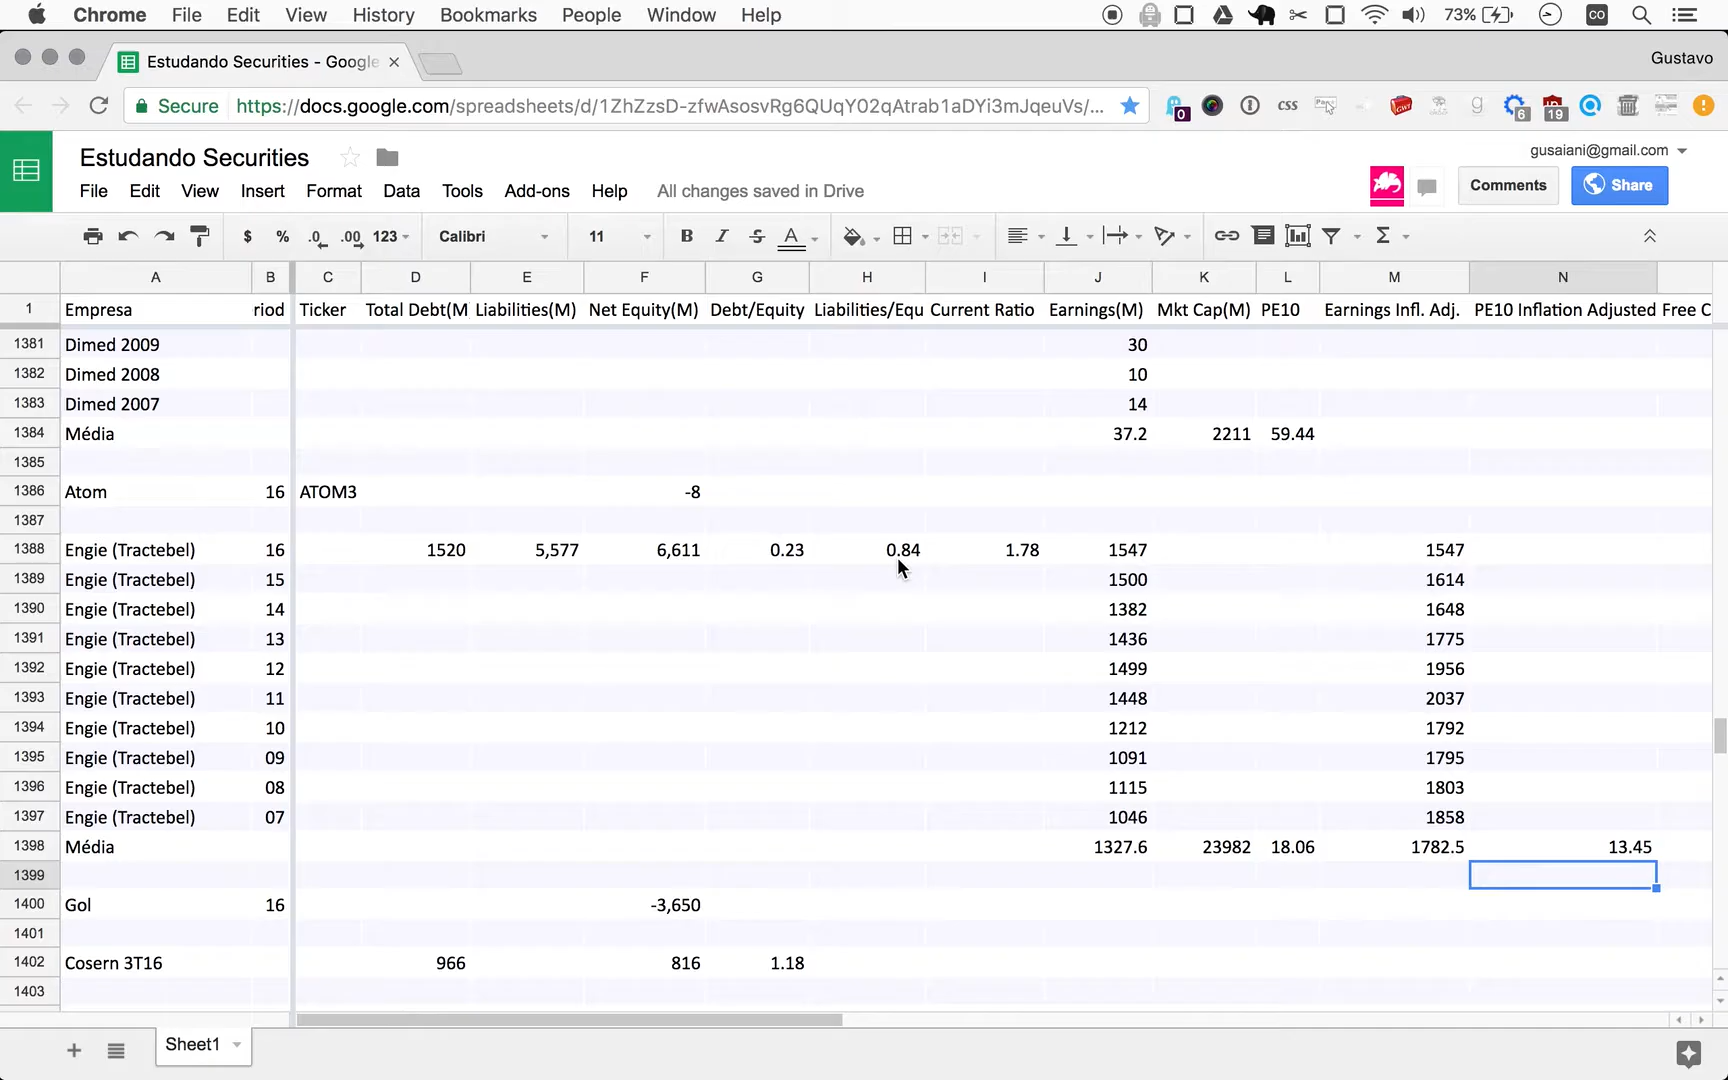 Chrome File Edit View History Bookmarks People Window Help 73% CO
Estudando Securities - Google Gustavo
Secure https://docs.google.com/spreadsheets/d/1ZhZzsD-zfwAsosvRg6QUqY02qAtrab1aDYi3mJqeuVs/... 0 css GWT g 6 19
Estudando Securities gusaiani@gmail.com
File Edit View Insert Format Data Tools Add-ons Help All changes saved in Drive Comments Share
$ % .0 .00 123 Calibri 11 B I S A Σ
A B C D E F G H I J K L M N
1 Empresa riod Ticker Total Debt(M Liabilities(M) Net Equity(M) Debt/Equity Liabilities/Equ Current Ratio Earnings(M) Mkt Cap(M) PE10 Earnings Infl. Adj. PE10 Inflation Adjusted Free C
1381 Dimed 2009 30
1382 Dimed 2008 10
1383 Dimed 2007 14
1384 Média 37.2 2211 59.44
1385
1386 Atom 16 ATOM3 -8
1387
1388 Engie (Tractebel) 16 1520 5,577 6,611 0.23 0.84 1.78 1547 1547
1389 Engie (Tractebel) 15 1500 1614
1390 Engie (Tractebel) 14 1382 1648
1391 Engie (Tractebel) 13 1436 1775
1392 Engie (Tractebel) 12 1499 1956
1393 Engie (Tractebel) 11 1448 2037
1394 Engie (Tractebel) 10 1212 1792
1395 Engie (Tractebel) 09 1091 1795
1396 Engie (Tractebel) 08 1115 1803
1397 Engie (Tractebel) 07 1046 1858
1398 Média 1327.6 23982 18.06 1782.5 13.45
1399
1400 Gol 16 -3,650
1401
1402 Cosern 3T16 966 816 1.18
1403
Sheet1